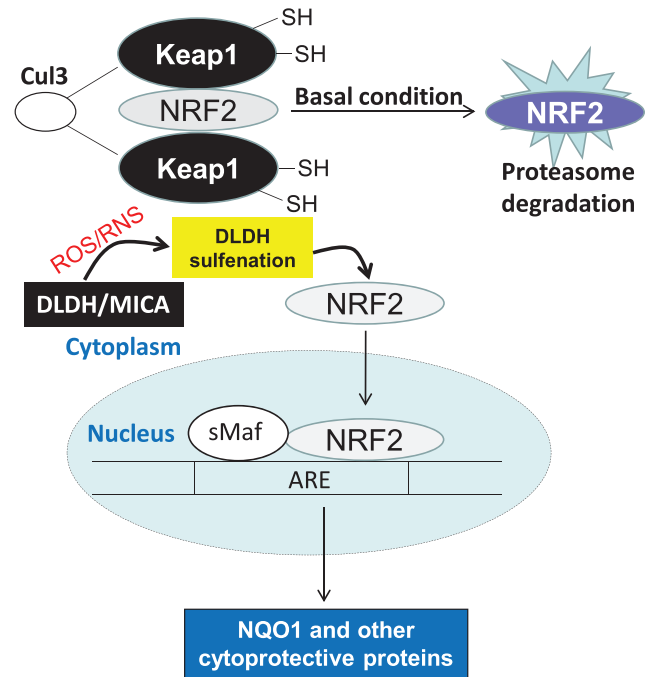 SH
Keap1
SH
Cul3
NRF2
Basal condition
NRF2
Keap1
SH
SH
Proteasome
degradation
ROS/RNS
DLDH
sulfenation
DLDH/MICA
NRF2
Cytoplasm
Nucleus
sMaf
NRF2
ARE
NQO1 and other
cytoprotective proteins